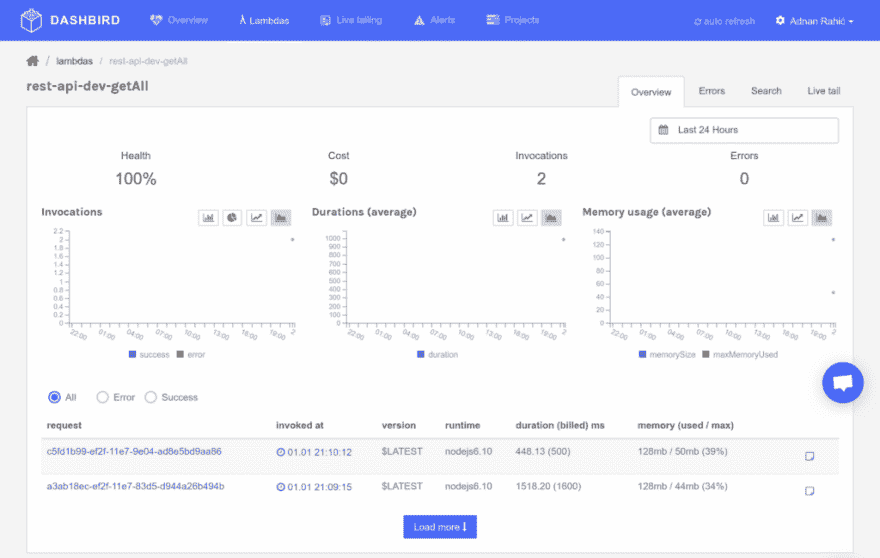 DASHBIRD Overview λ Lambdas Live tailing Alerts Projects auto refresh Adnan Rahić
/ lambdas / rest-api-dev-getAll
rest-api-dev-getAll
Overview Errors Search Live tail
Last 24 Hours
Health Cost Invocations Errors
100% $0 2 0
Invocations
2.2
2
1.8
1.6
1.4
1.2
1
0.8
0.6
0.4
0.2
0
22:00 01:00 04:00 07:00 10:00 13:00 16:00 19:00 2
success error
Durations (average)
1000
900
800
700
600
500
400
300
200
100
0
22:00 01:00 04:00 07:00 10:00 13:00 16:00 19:00 2
duration
Memory usage (average)
140
120
100
80
60
40
20
0
22:00 01:00 04:00 07:00 10:00 13:00 16:00 19:00 2
memorySize maxMemoryUsed
All Error Success
request invoked at version runtime duration (billed) ms memory (used / max)
c5fd1b99-ef2f-11e7-9e04-ad8e5bd9aa86 01.01 21:10:12 $LATEST nodejs6.10 448.13 (500) 128mb / 50mb (39%)
a3ab18ec-ef2f-11e7-83d5-d944a26b494b 01.01 21:09:15 $LATEST nodejs6.10 1518.20 (1600) 128mb / 44mb (34%)
Load more